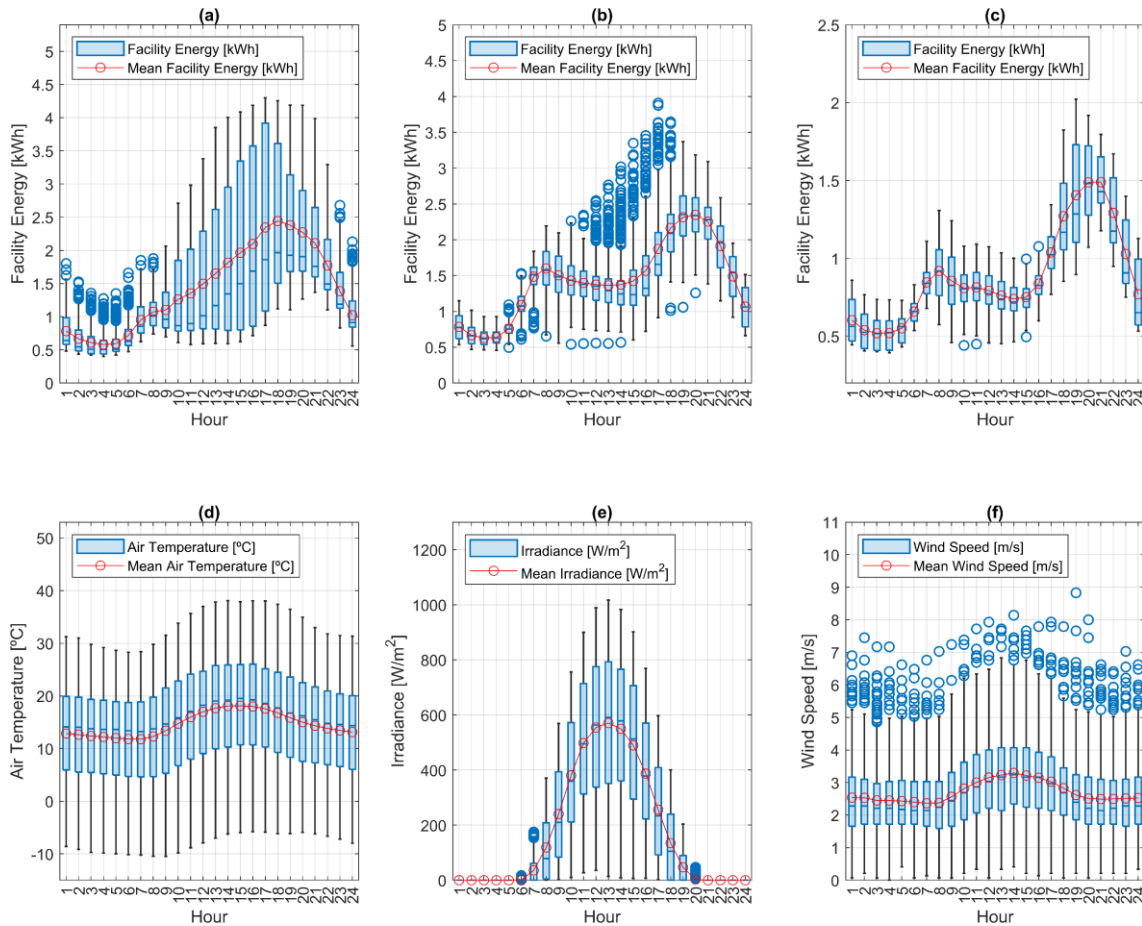 (a)
Facility Energy [kWh]
Mean Facility Energy [kWh]
Facility Energy [kWh]
5
4.5
4
3.5
3
2.5
2
1.5
1
0.5
0
1 2 3 4 5 6 7 8 9 10 11 12 13 14 15 16 17 18 19 20 21 22 23 24
Hour
(b)
Facility Energy [kWh]
Mean Facility Energy [kWh]
Facility Energy [kWh]
5
4.5
4
3.5
3
2.5
2
1.5
1
0.5
0
1 2 3 4 5 6 7 8 9 10 11 12 13 14 15 16 17 18 19 20 21 22 23 24
Hour
(c)
Facility Energy [kWh]
Mean Facility Energy [kWh]
Facility Energy [kWh]
2.5
2
1.5
1
0.5
1 2 3 4 5 6 7 8 9 10 11 12 13 14 15 16 17 18 19 20 21 22 23 24
Hour
(d)
Air Temperature [ºC]
Mean Air Temperature [ºC]
Air Temperature [ºC]
50
40
30
20
10
0
-10
1 2 3 4 5 6 7 8 9 10 11 12 13 14 15 16 17 18 19 20 21 22 23 24
Hour
(e)
Irradiance [W/m²]
Mean Irradiance [W/m²]
Irradiance [W/m²]
1200
1000
800
600
400
200
0
1 2 3 4 5 6 7 8 9 10 11 12 13 14 15 16 17 18 19 20 21 22 23 24
Hour
(f)
Wind Speed [m/s]
Mean Wind Speed [m/s]
Wind Speed [m/s]
11
10
9
8
7
6
5
4
3
2
1
0
1 2 3 4 5 6 7 8 9 10 11 12 13 14 15 16 17 18 19 20 21 22 23 24
Hour